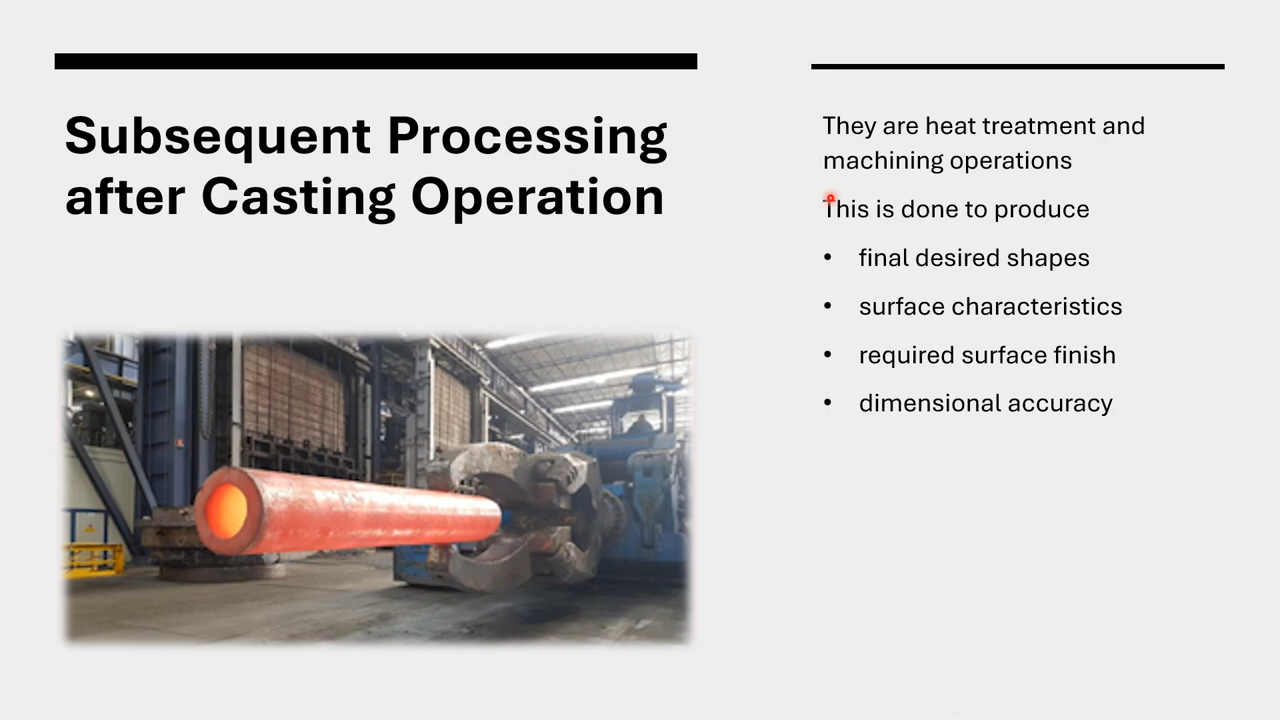 Subsequent Processing
after Casting Operation
They are heat treatment and
machining operations
This is done to produce
• final desired shapes
• surface characteristics
• required surface finish
• dimensional accuracy